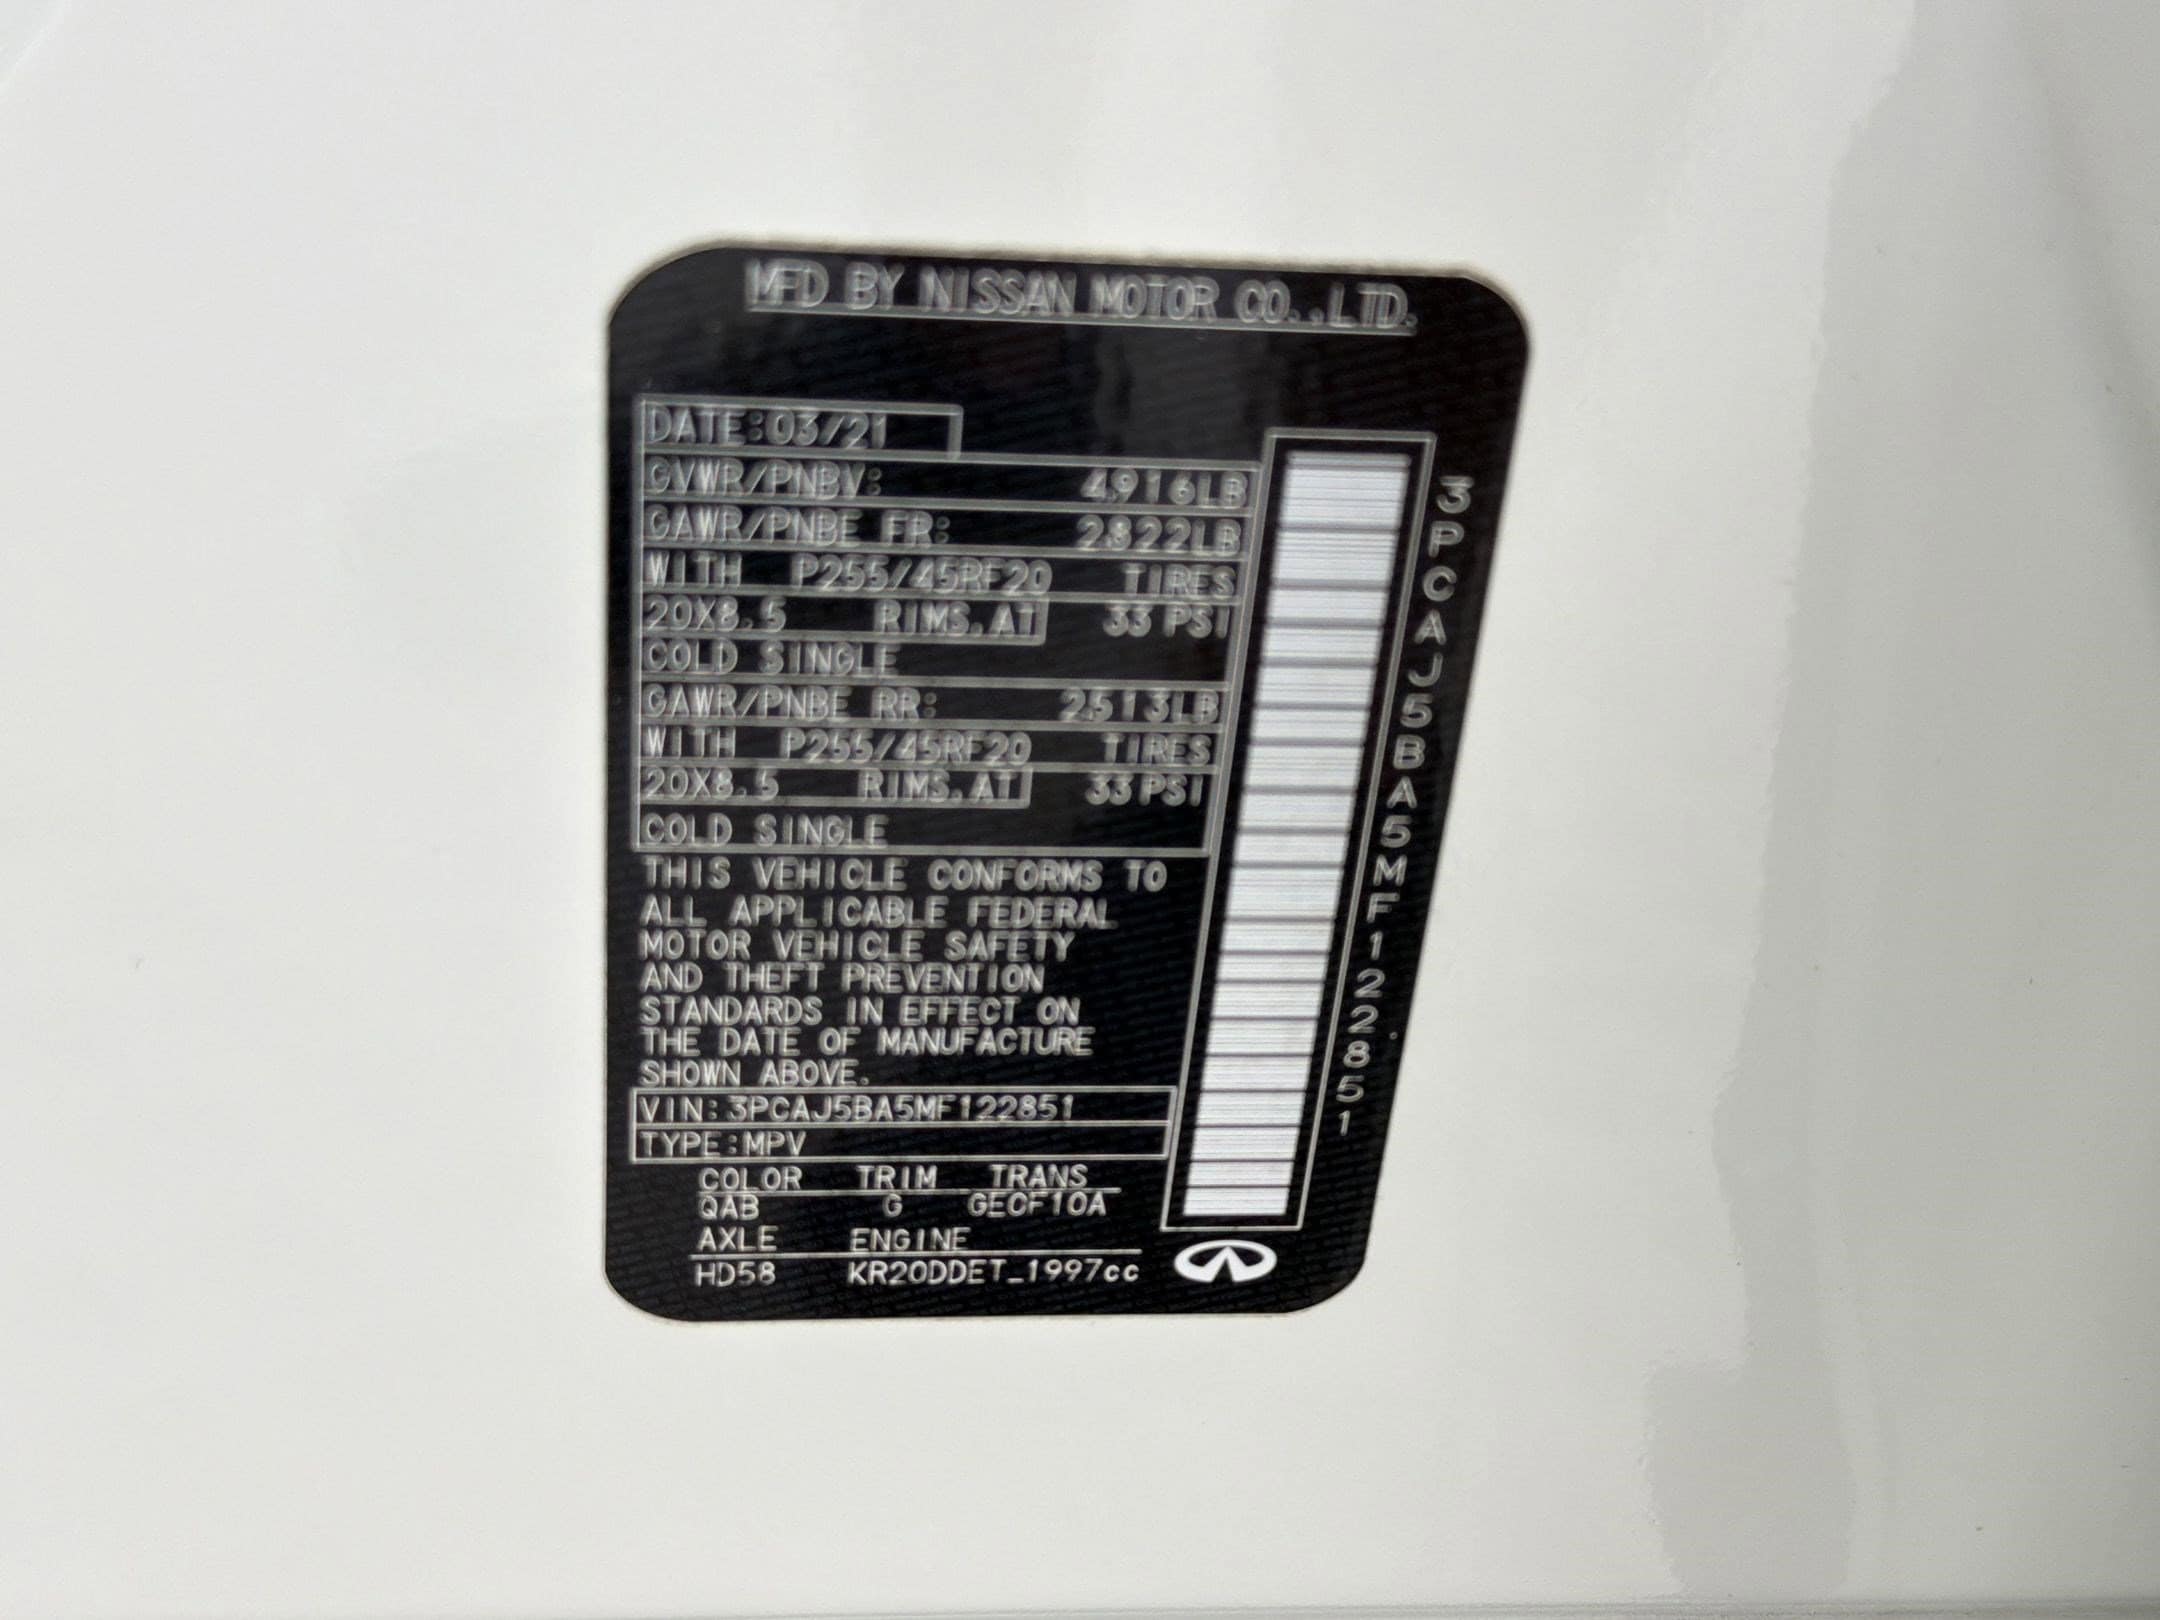 MFD BY NISSAN MOTOR CO.,LTD.
DATE:03/21
GVWR/PNBV: 4916LB
GAWR/PNBE FR: 2822LB
WITH P255/45RF20 TIRES
20X8.5 RIMS.AT 33 PSI
COLD SINGLE
GAWR/PNBE RR: 2513LB
WITH P255/45RF20 TIRES
20X8.5 RIMS.AT 33 PSI
COLD SINGLE
THIS VEHICLE CONFORMS TO
ALL APPLICABLE FEDERAL
MOTOR VEHICLE SAFETY
AND THEFT PREVENTION
STANDARDS IN EFFECT ON
THE DATE OF MANUFACTURE
SHOWN ABOVE.
VIN:3PCAJ5BA5MF122851
TYPE:MPV
COLOR TRIM TRANS
QAB G GECF10A
AXLE ENGINE
HD58 KR20DDET_1997cc
3PCAJ5BA5MF122851